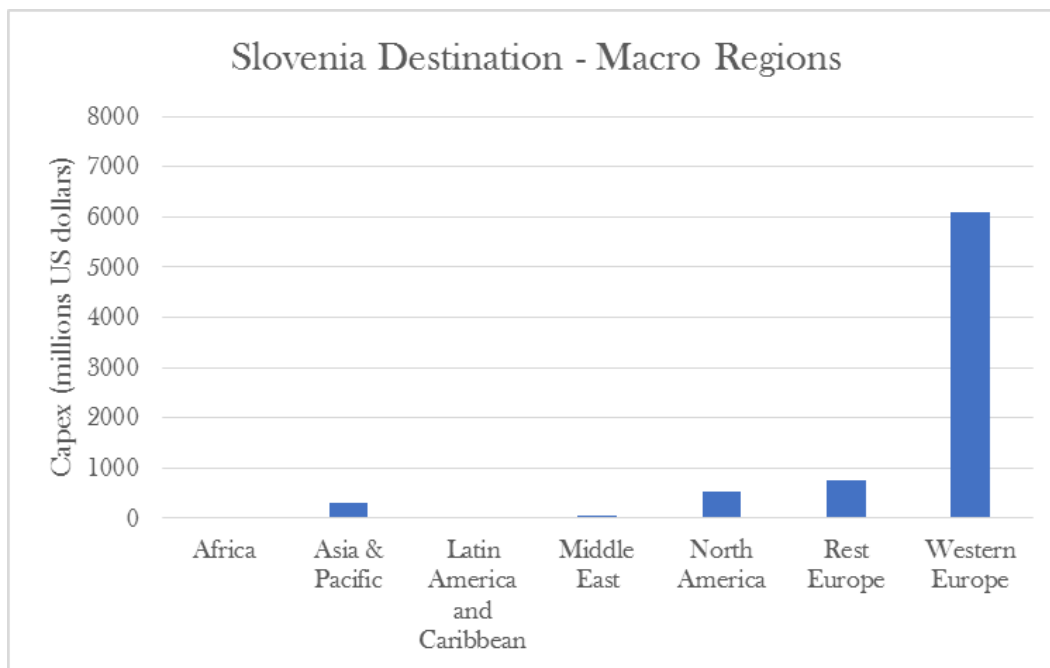 Slovenia Destination - Macro Regions
Capex (millions US dollars)
8000
7000
6000
5000
4000
3000
2000
1000
0
Africa
Asia &
Pacific
Latin
America
and
Caribbean
Middle
East
North
America
Rest
Europe
Western
Europe